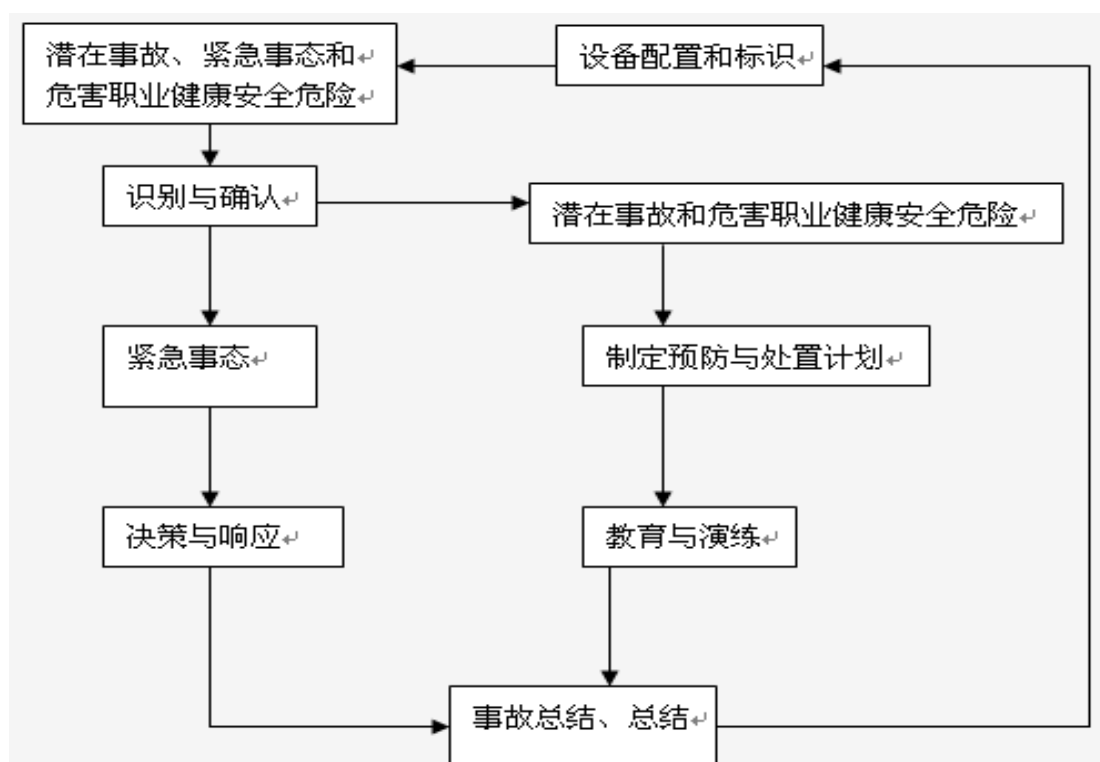 潜在事故、紧急事态和
危害职业健康安全危险
设备配置和标识
识别与确认
潜在事故和危害职业健康安全危险
紧急事态
制定预防与处置计划
决策与响应
教育与演练
事故总结、总结